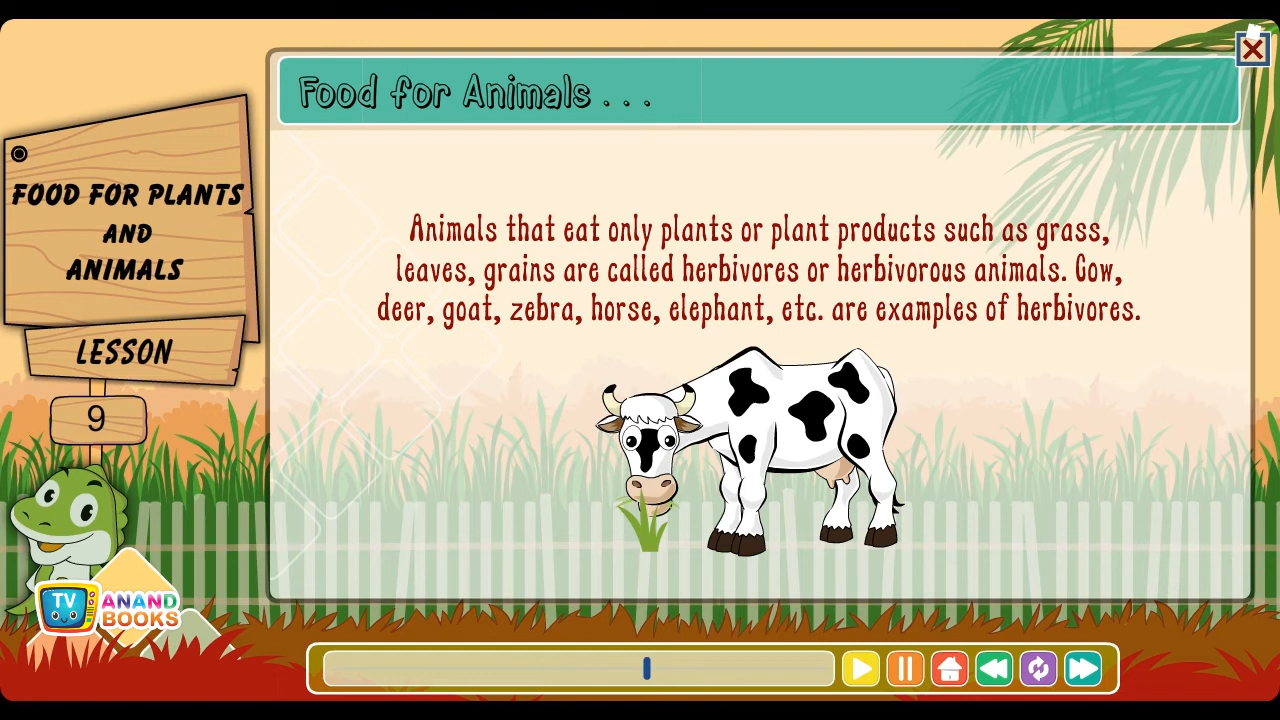 Food for Animals . . .
FOOD FOR PLANTS
AND
ANIMALS
LESSON
9
Animals that eat only plants or plant products such as grass,
leaves, grains are called herbivores or herbivorous animals. Cow,
deer, goat, zebra, horse, elephant, etc. are examples of herbivores.
TV
ANAND
BOOKS